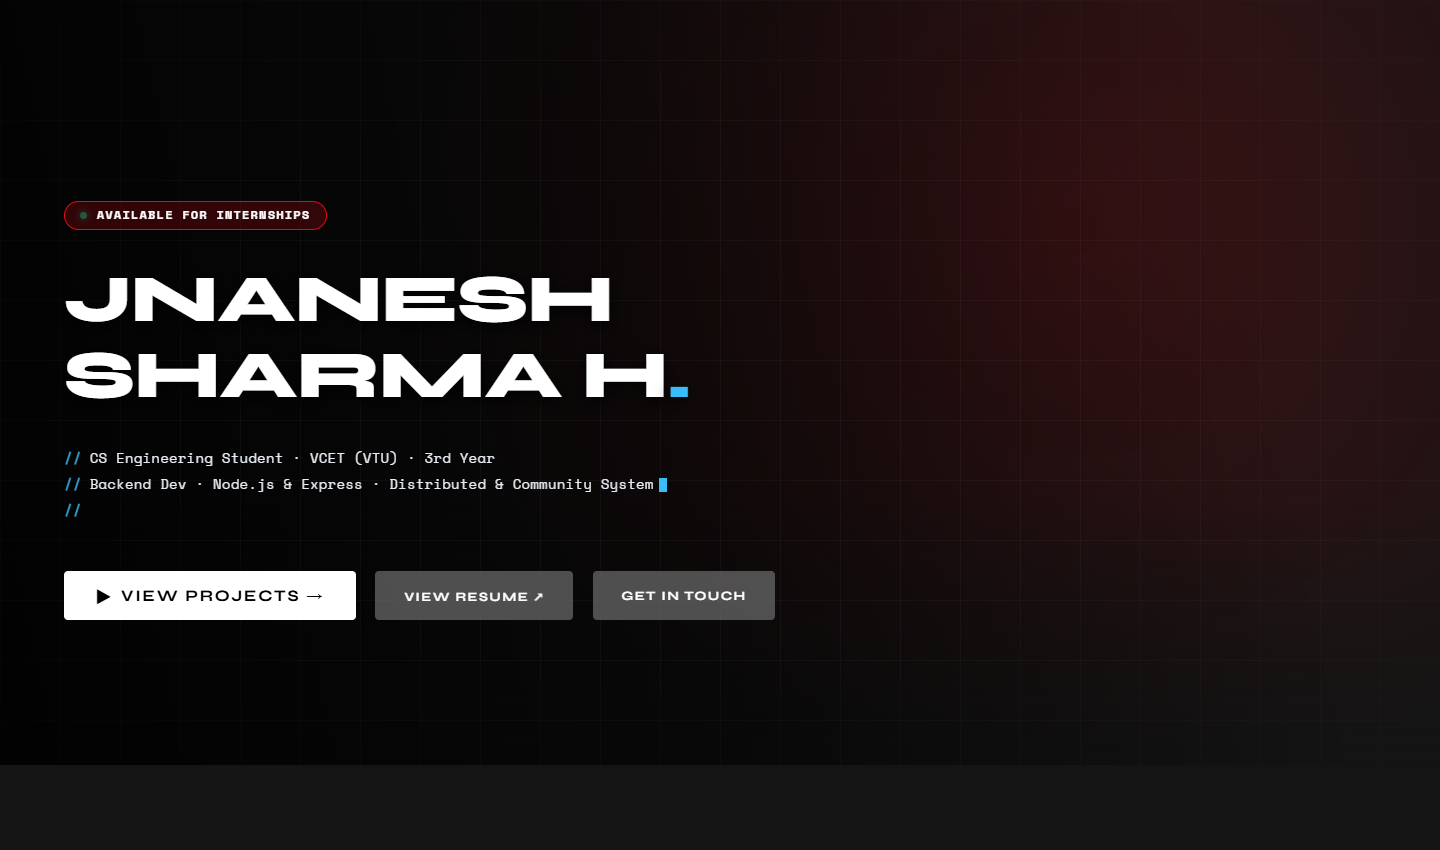 AVAILABLE FOR INTERNSHIPS
JNANESH
SHARMA H.
// CS Engineering Student · VCET (VTU) · 3rd Year
// Backend Dev · Node.js & Express · Distributed & Community System
//
▶ VIEW PROJECTS → VIEW RESUME ↗ GET IN TOUCH